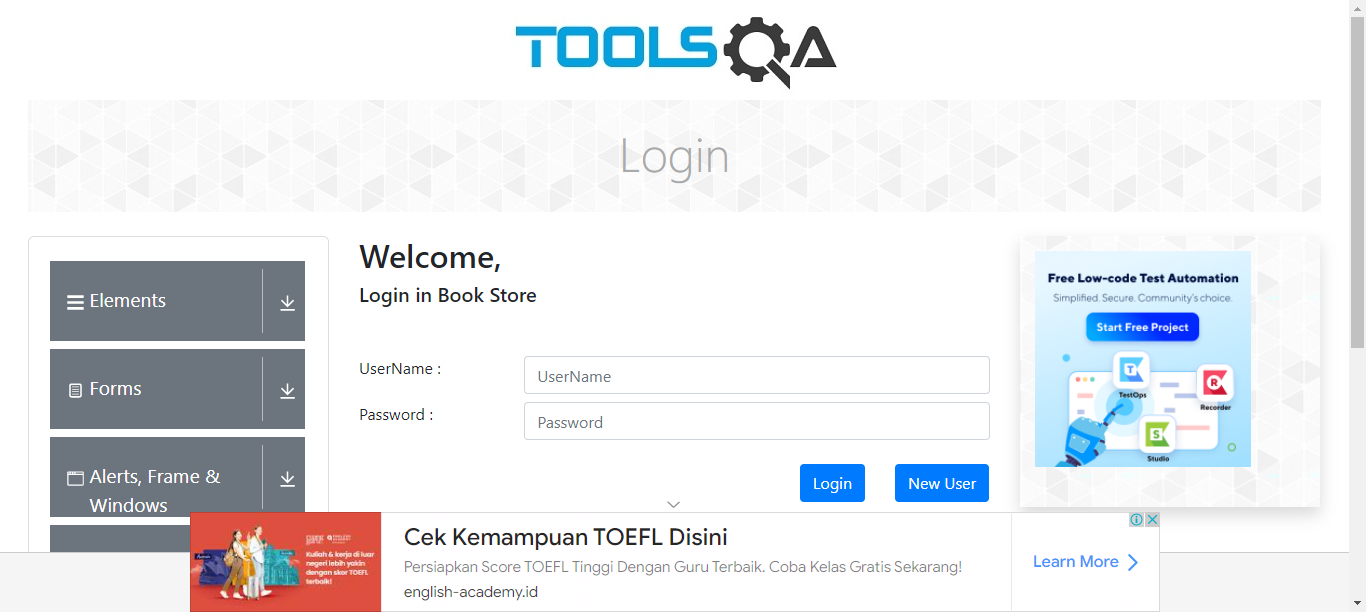 TOOLSQA
Login
Elements
Forms
Alerts, Frame &
Windows
Welcome,
Login in Book Store
UserName :
UserName
Password :
Password
Login
New User
Free Low-code Test Automation
Simplified. Secure. Community's choice.
Start Free Project
TestOps
Recorder
Studio
Kuliah & kerja di luar
negeri lebih yakin
dengan skor TOEFL
terbaik!
Cek Kemampuan TOEFL Disini
Persiapkan Score TOEFL Tinggi Dengan Guru Terbaik. Coba Kelas Gratis Sekarang!
english-academy.id
Learn More